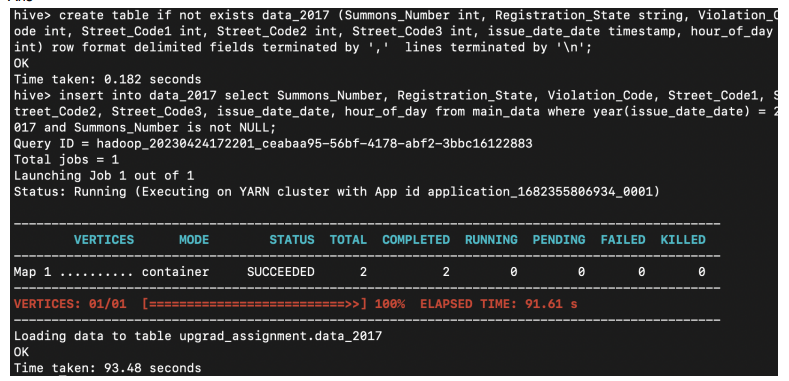 hive> create table if not exists data_2017 (Summons_Number int, Registration_State string, Violation_C
ode int, Street_Code1 int, Street_Code2 int, Street_Code3 int, issue_date_date timestamp, hour_of_day
int) row format delimited fields terminated by ','  lines terminated by '\n';
OK
Time taken: 0.182 seconds
hive> insert into data_2017 select Summons_Number, Registration_State, Violation_Code, Street_Code1, S
treet_Code2, Street_Code3, issue_date_date, hour_of_day from main_data where year(issue_date_date) = 2
017 and Summons_Number is not NULL;
Query ID = hadoop_20230424172201_ceabaa95-56bf-4178-abf2-3bbc16122883
Total jobs = 1
Launching Job 1 out of 1
Status: Running (Executing on YARN cluster with App id application_1682355806934_0001)
----------------------------------------------------------------------------------------------
VERTICES MODE STATUS TOTAL COMPLETED RUNNING PENDING FAILED KILLED
----------------------------------------------------------------------------------------------
Map 1 .......... container SUCCEEDED 2 2 0 0 0 0
----------------------------------------------------------------------------------------------
VERTICES: 01/01 [==========================>>] 100% ELAPSED TIME: 91.61 s
----------------------------------------------------------------------------------------------
Loading data to table upgrad_assignment.data_2017
OK
Time taken: 93.48 seconds